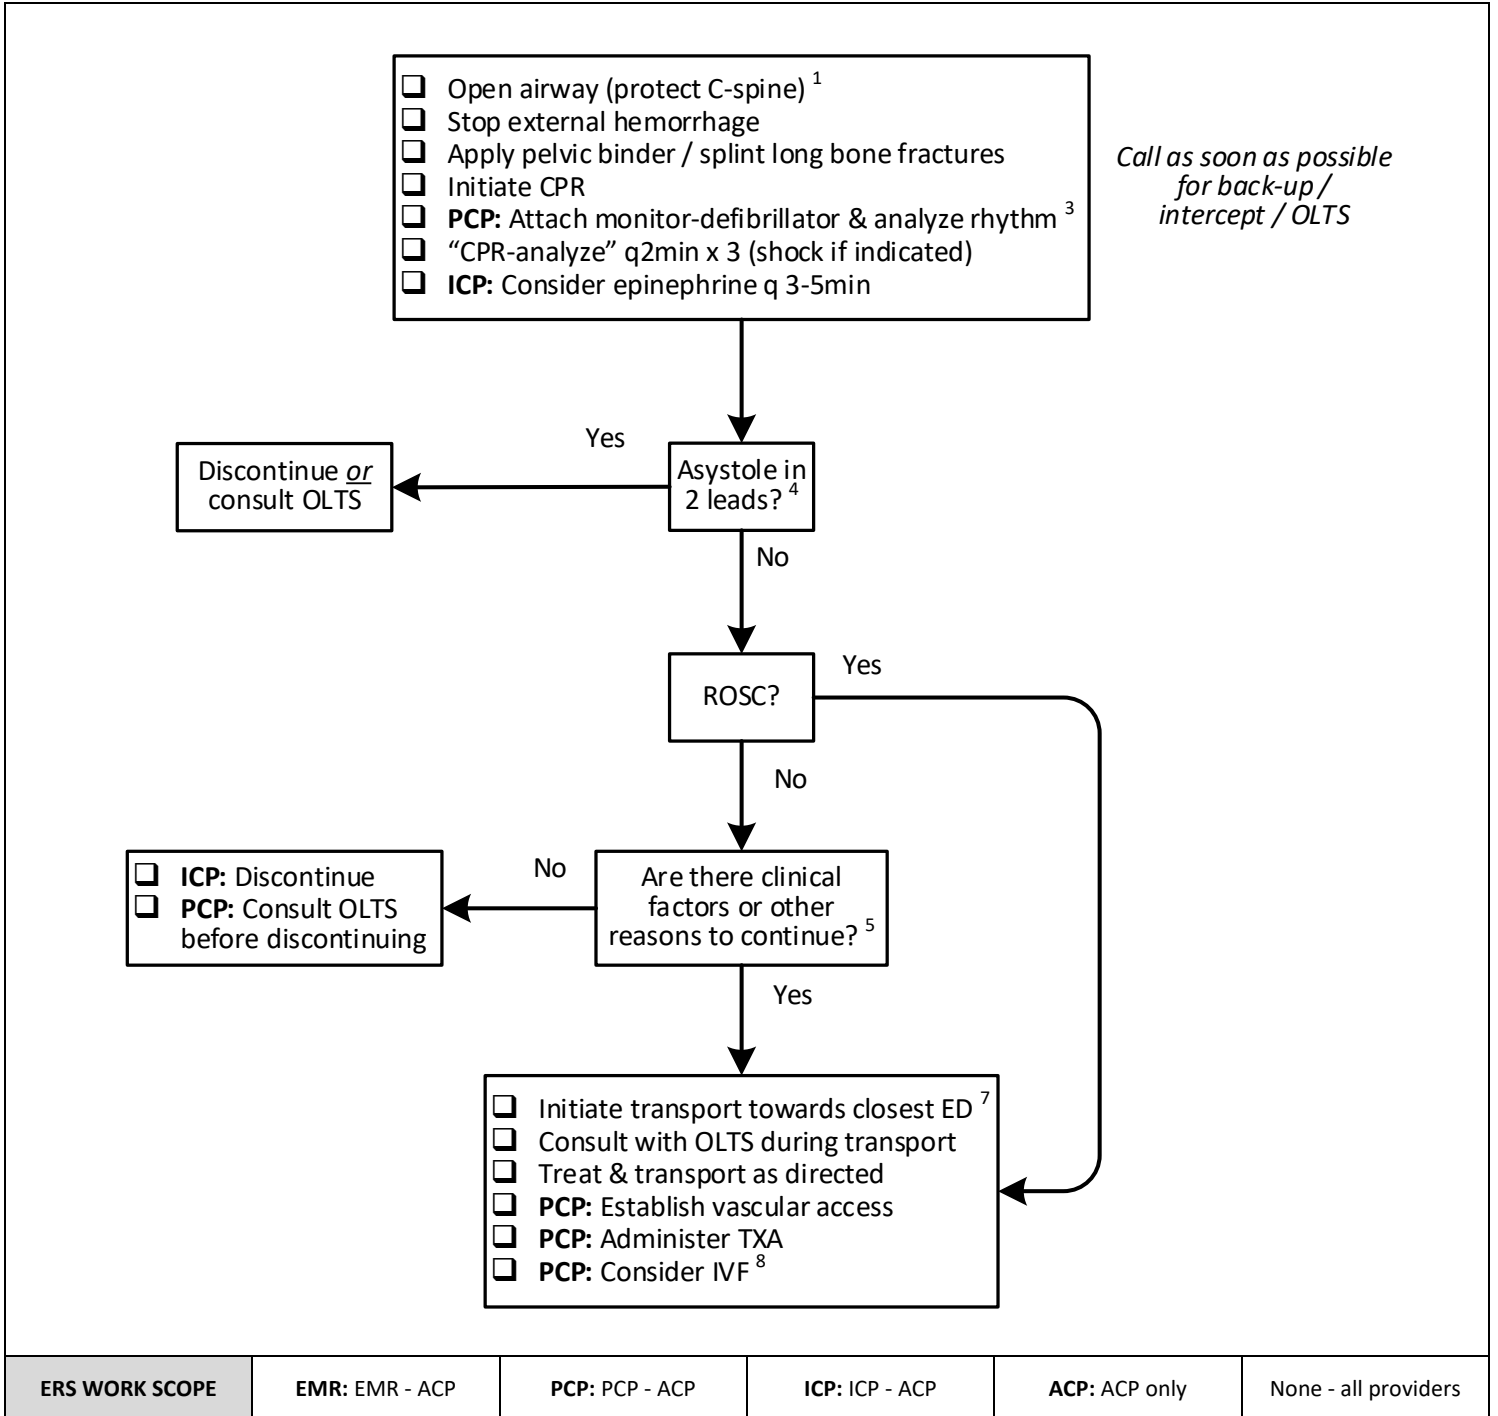 ❑ Open airway (protect C-spine) 1
❑ Stop external hemorrhage
❑ Apply pelvic binder / splint long bone fractures
❑ Initiate CPR
❑ PCP: Attach monitor-defibrillator & analyze rhythm 3
❑ “CPR-analyze” q2min x 3 (shock if indicated)
❑ ICP: Consider epinephrine q 3-5min
Call as soon as possible
for back-up /
intercept / OLTS
Yes
Discontinue or
consult OLTS
Asystole in
2 leads? 4
No
ROSC?
Yes
No
❑ ICP: Discontinue
❑ PCP: Consult OLTS
before discontinuing
No
Are there clinical
factors or other
reasons to continue? 5
Yes
❑ Initiate transport towards closest ED 7
❑ Consult with OLTS during transport
❑ Treat & transport as directed
❑ PCP: Establish vascular access
❑ PCP: Administer TXA
❑ PCP: Consider IVF 8
ERS WORK SCOPE
EMR: EMR - ACP
PCP: PCP - ACP
ICP: ICP - ACP
ACP: ACP only
None - all providers